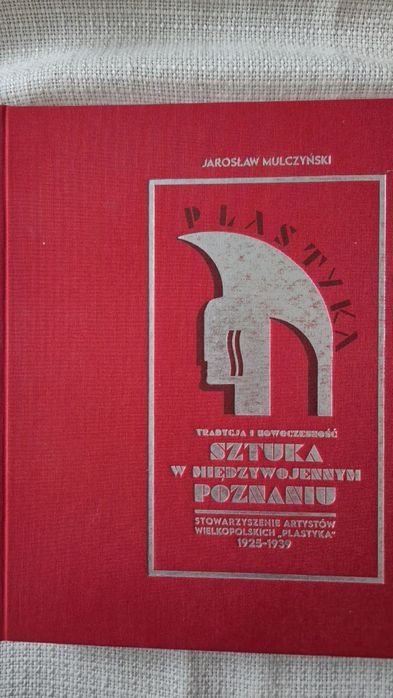 JAROSŁAW MULCZYŃSKI
PLASTYKA
TRADYCJA I NOWOCZESNOŚĆ
SZTUKA
W MIĘDZYWOJENNYM
POZNANIU
STOWARZYSZENIE ARTYSTÓW
WIELKOPOLSKICH „PLASTYKA”
1925-1939